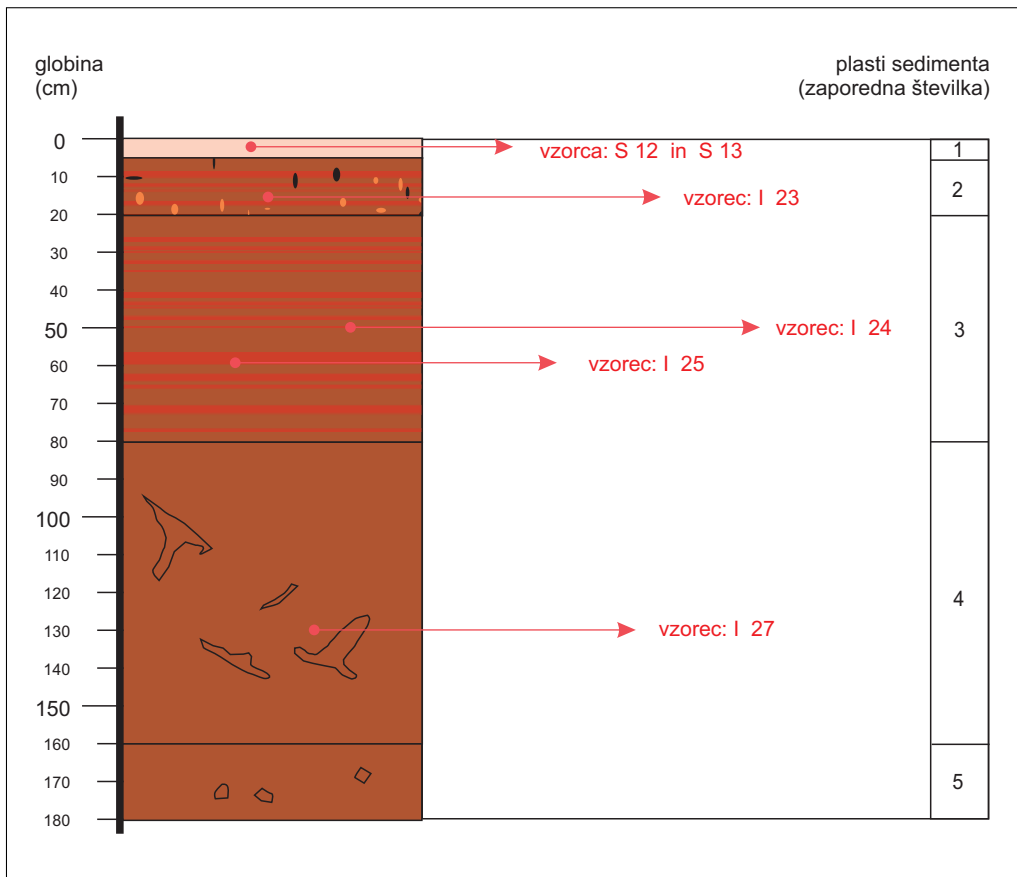 globina
(cm)
plasti sedimenta
(zaporedna številka)
0
vzorca: S 12 in S 13
1
10
2
vzorec: I 23
20
30
40
50
vzorec: I 24
3
60
vzorec: I 25
70
80
90
100
110
120
4
130
vzorec: I 27
140
150
160
170
5
180